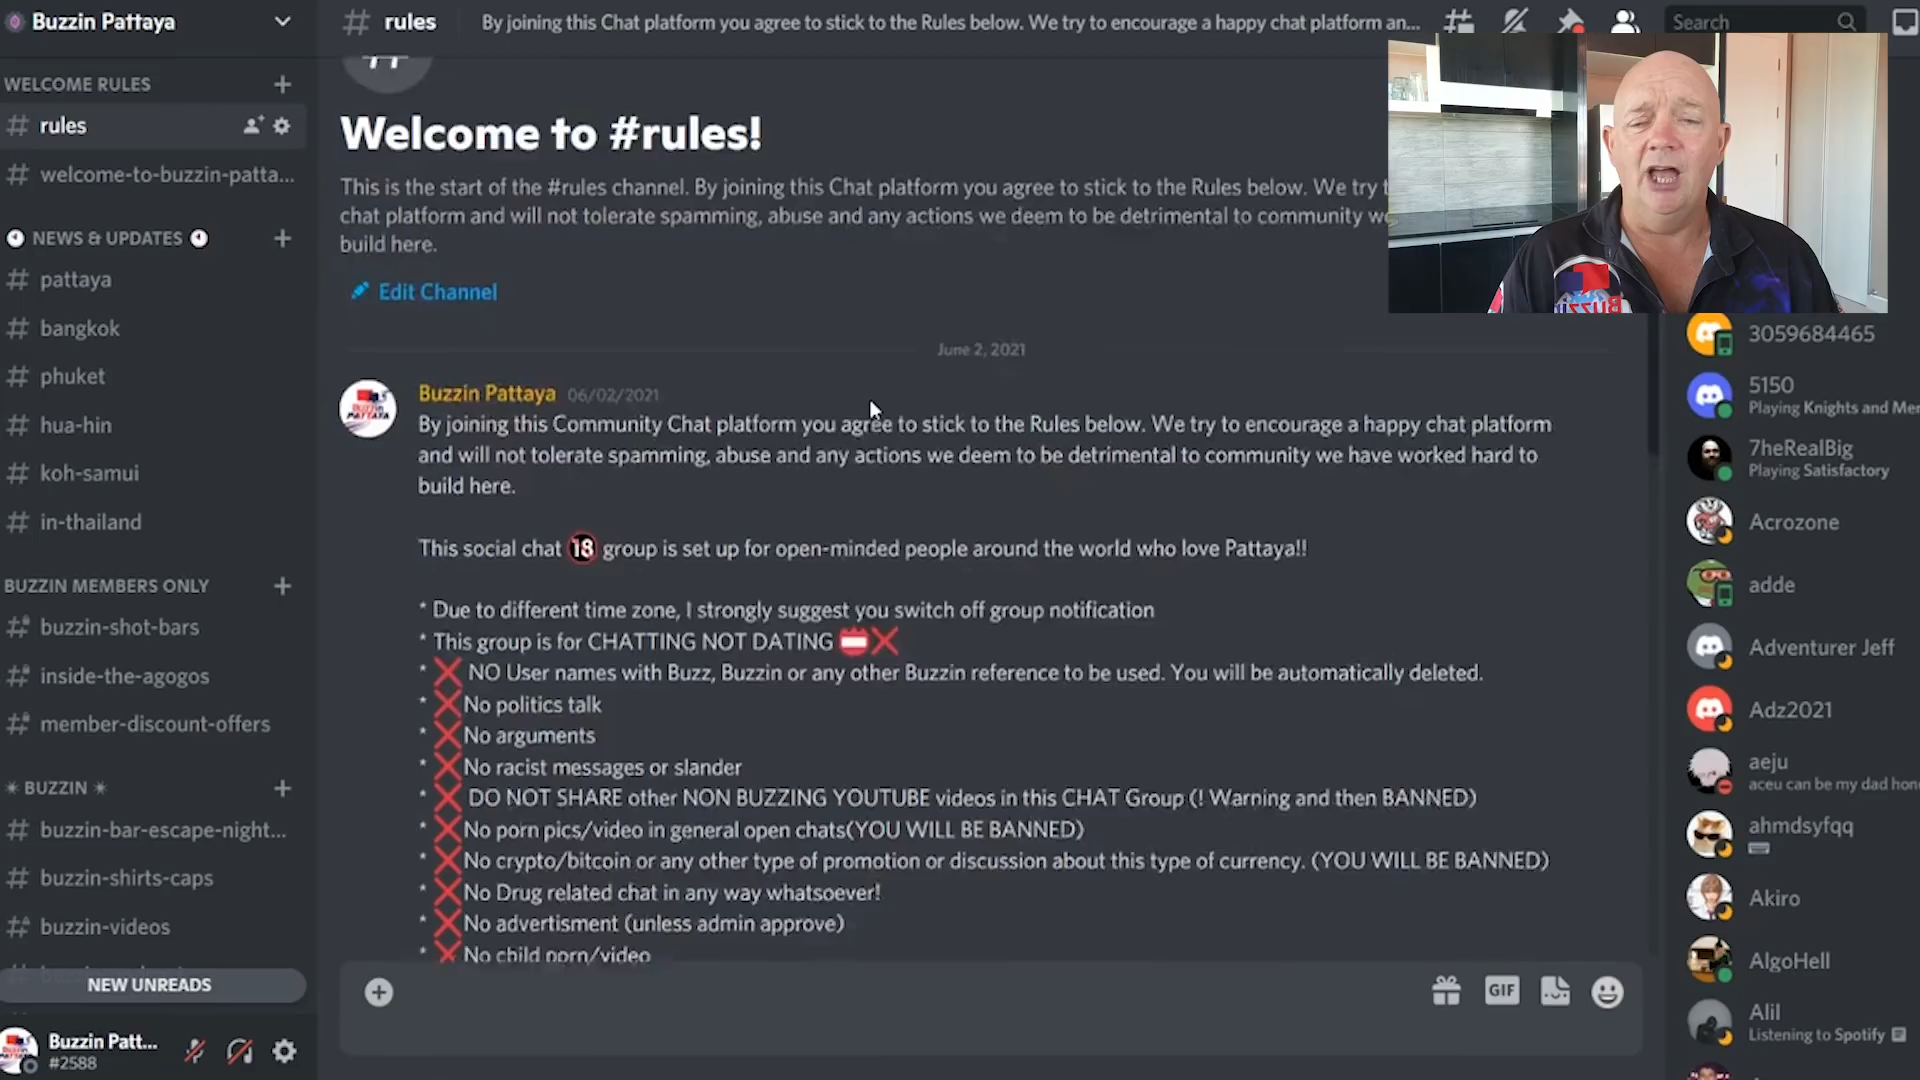 Buzzin Pattaya
WELCOME RULES
rules
welcome-to-buzzin-patta...
NEWS & UPDATES
pattaya
bangkok
phuket
hua-hin
koh-samui
in-thailand
BUZZIN MEMBERS ONLY
buzzin-shot-bars
inside-the-agogos
member-discount-offers
BUZZIN
buzzin-bar-escape-night...
buzzin-shirts-caps
buzzin-videos
NEW UNREADS
Buzzin Patt...
#2588
# rules
By joining this Chat platform you agree to stick to the Rules below. We try to encourage a happy chat platform an...
Search
Welcome to #rules!
This is the start of the #rules channel. By joining this Chat platform you agree to stick to the Rules below. We try
chat platform and will not tolerate spamming, abuse and any actions we deem to be detrimental to community
build here.
Edit Channel
June 2, 2021
Buzzin Pattaya 06/02/2021
By joining this Community Chat platform you agree to stick to the Rules below. We try to encourage a happy chat platform
and will not tolerate spamming, abuse and any actions we deem to be detrimental to community we have worked hard to
build here.
This social chat 18 group is set up for open-minded people around the world who love Pattaya!!
* Due to different time zone, I strongly suggest you switch off group notification
* This group is for CHATTING NOT DATING
* ❌ NO User names with Buzz, Buzzin or any other Buzzin reference to be used. You will be automatically deleted.
* ❌No politics talk
* ❌No arguments
* ❌No racist messages or slander
* ❌ DO NOT SHARE other NON BUZZING YOUTUBE videos in this CHAT Group (! Warning and then BANNED)
* ❌No porn pics/video in general open chats(YOU WILL BE BANNED)
* ❌No crypto/bitcoin or any other type of promotion or discussion about this type of currency. (YOU WILL BE BANNED)
* ❌No Drug related chat in any way whatsoever!
* ❌No advertisment (unless admin approve)
* ❌No child porn/video
GIF
3059684465
5150
Playing Knights and Mer
7heRealBig
Playing Satisfactory
Acrozone
adde
Adventurer Jeff
Adz2021
aeju
aceu can be my dad hon
ahmdsyfqq
Akiro
AlgoHell
Alil
Listening to Spotify